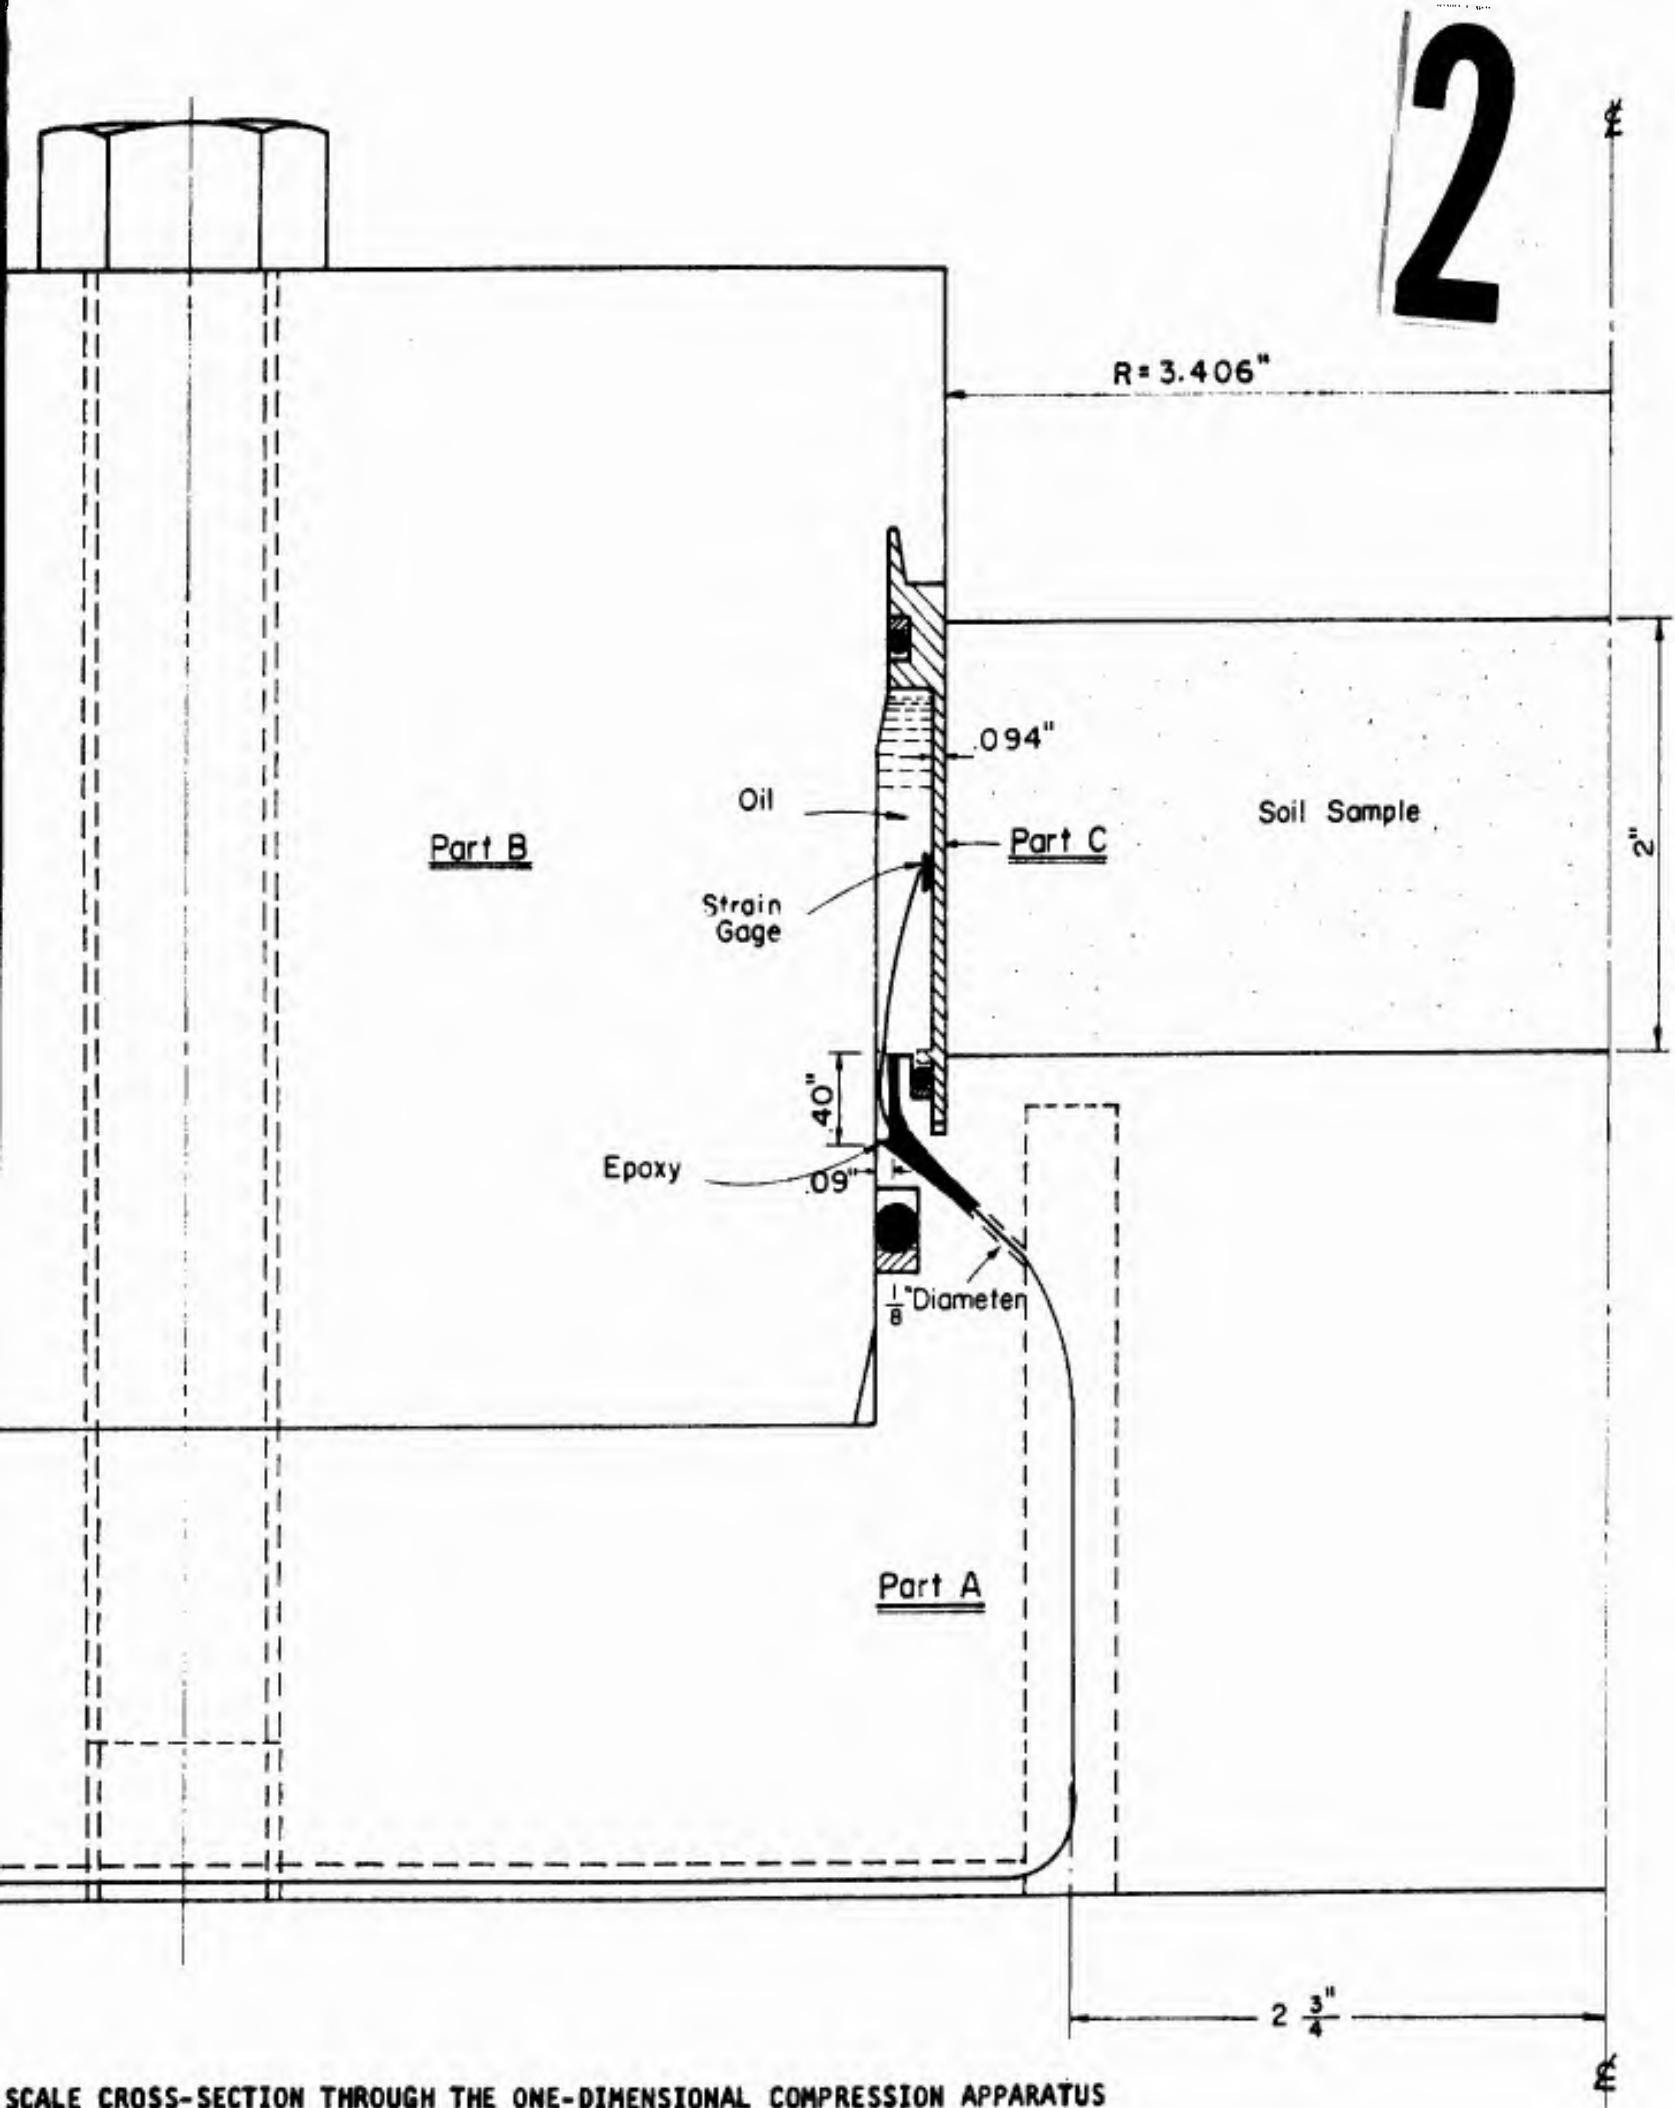 2
R=3.406"
.094"
Oil
Soil Sample
Part B
Part C
2"
Strain
Gage
.40"
Epoxy
.09"
1/8" Diameter
Part A
2 3/4"
SCALE CROSS-SECTION THROUGH THE ONE-DIMENSIONAL COMPRESSION APPARATUS